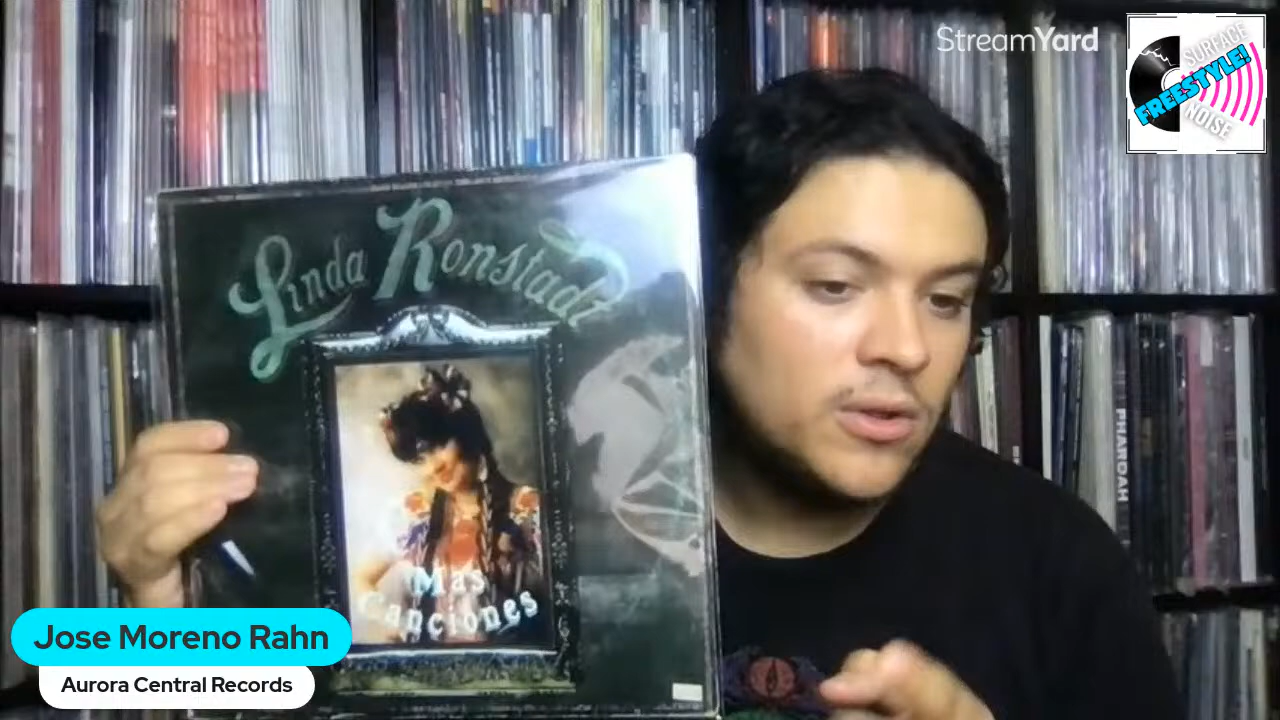 StreamYard
SURFACE
FREESTYLE!
NOISE
Linda Ronstadt
Mas
Canciones
PHAROAH
Jose Moreno Rahn
Aurora Central Records